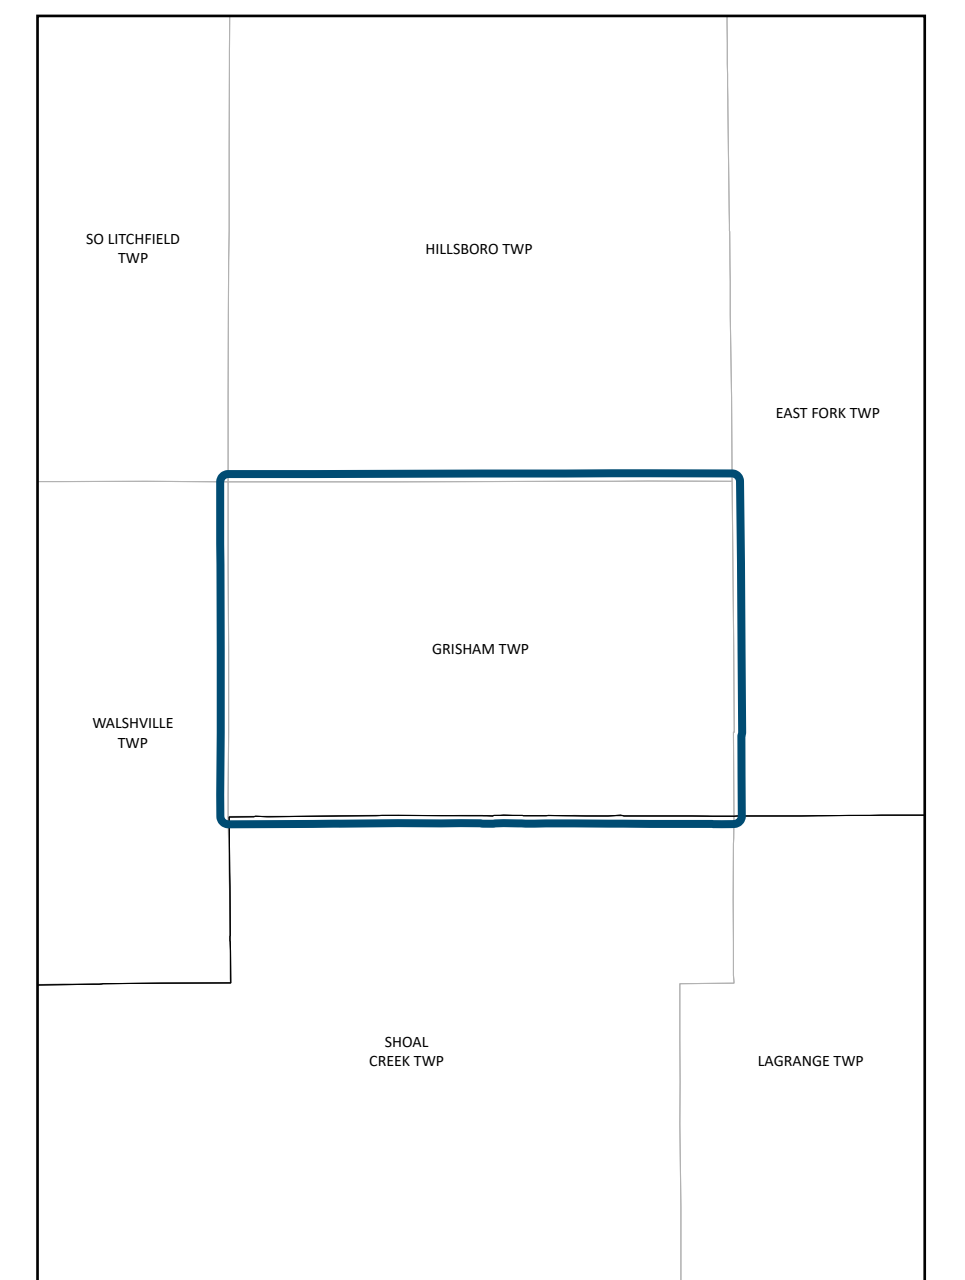 SO LITCHFIELD
TWP
HILLSBORO TWP
EAST FORK TWP
GRISHAM TWP
WALSHVILLE
TWP
SHOAL
CREEK TWP
LAGRANGE TWP